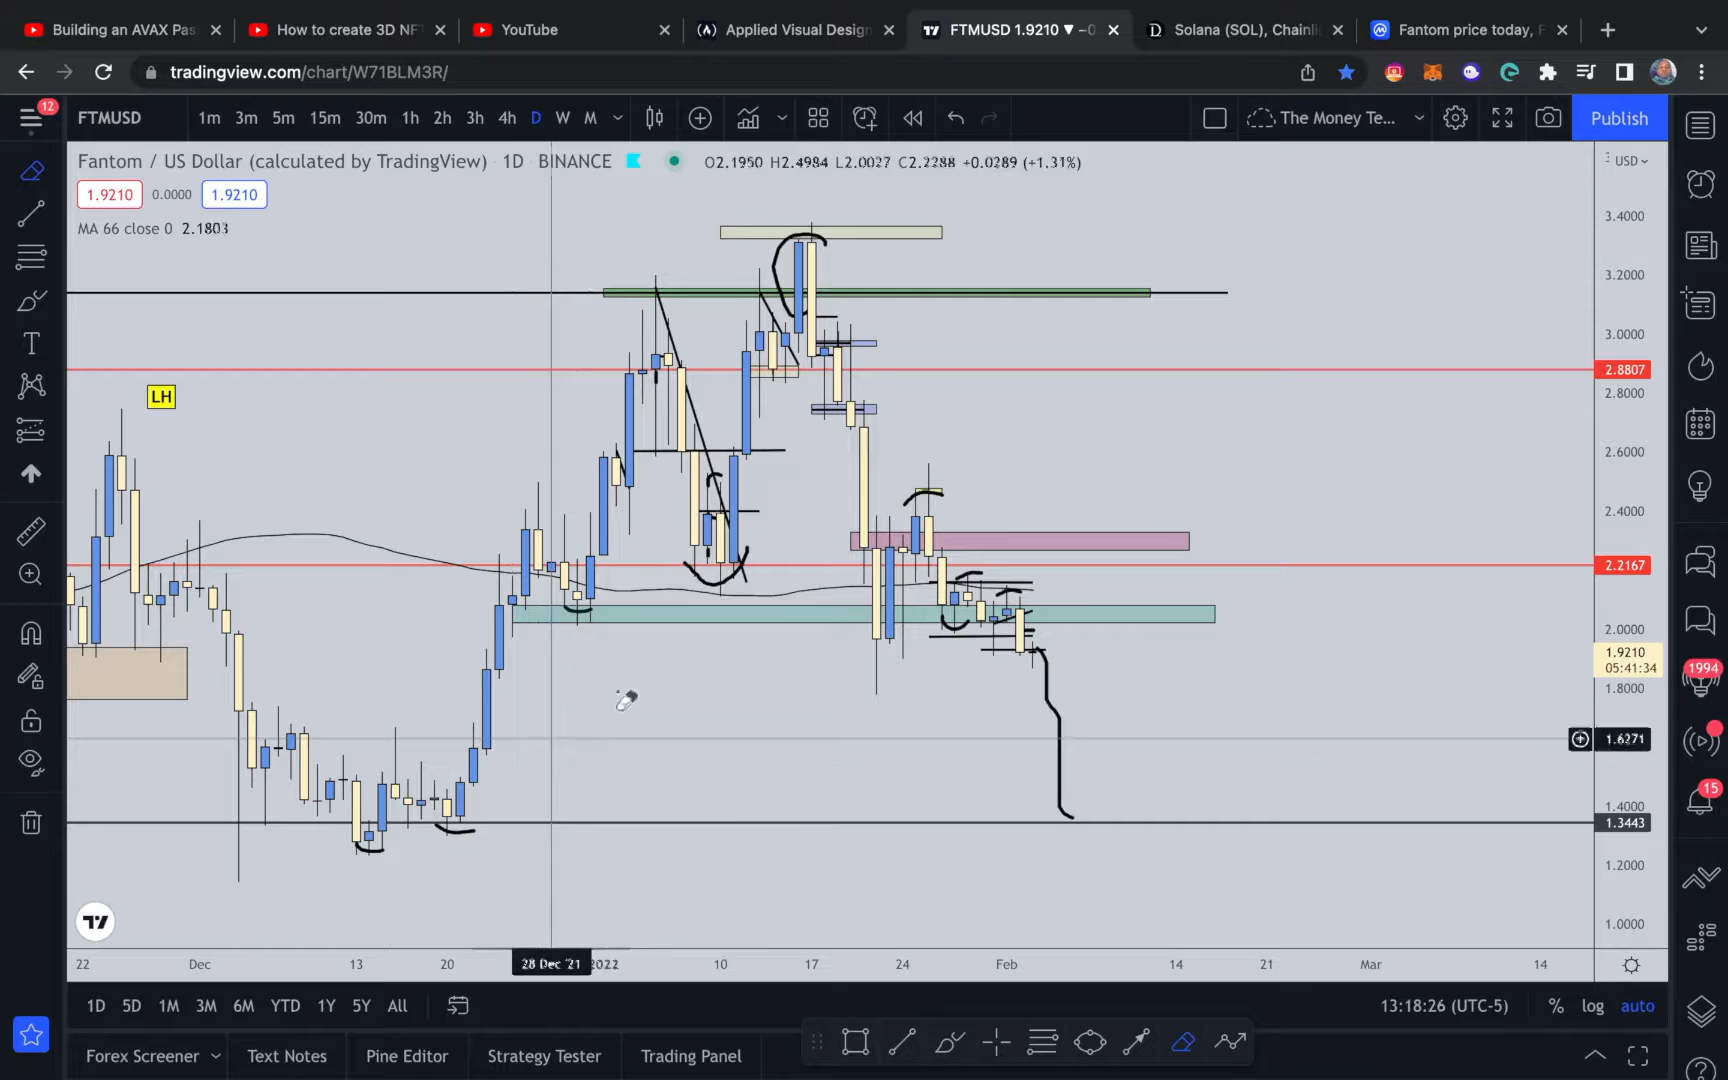 Building an AVAX Pas
How to create 3D NFT
YouTube
Applied Visual Design
FTMUSD 1.9210 ▼ −0
Solana (SOL), Chainli
Fantom price today, F
tradingview.com/chart/W71BLM3R/
12
FTMUSD
1m 3m 5m 15m 30m 1h 2h 3h 4h D W M
The Money Te...
Publish
Fantom / US Dollar (calculated by TradingView) · 1D · BINANCE
O2.1950 H2.4984 L2.0027 C2.2288 +0.0289 (+1.31%)
USD
1.9210 0.0000 1.9210
MA 66 close 0 2.1803
3.4000
3.2000
3.0000
2.8807
2.8000
LH
2.6000
2.4000
2.2167
2.0000
1.9210
05:41:34
1.8000
1994
1.6271
15
1.4000
1.3443
1.2000
1.0000
22 Dec 13 20 28 Dec '21 10 17 24 Feb 14 21 Mar 14
1D 5D 1M 3M 6M YTD 1Y 5Y All
13:18:26 (UTC-5) % log auto
Forex Screener Text Notes Pine Editor Strategy Tester Trading Panel